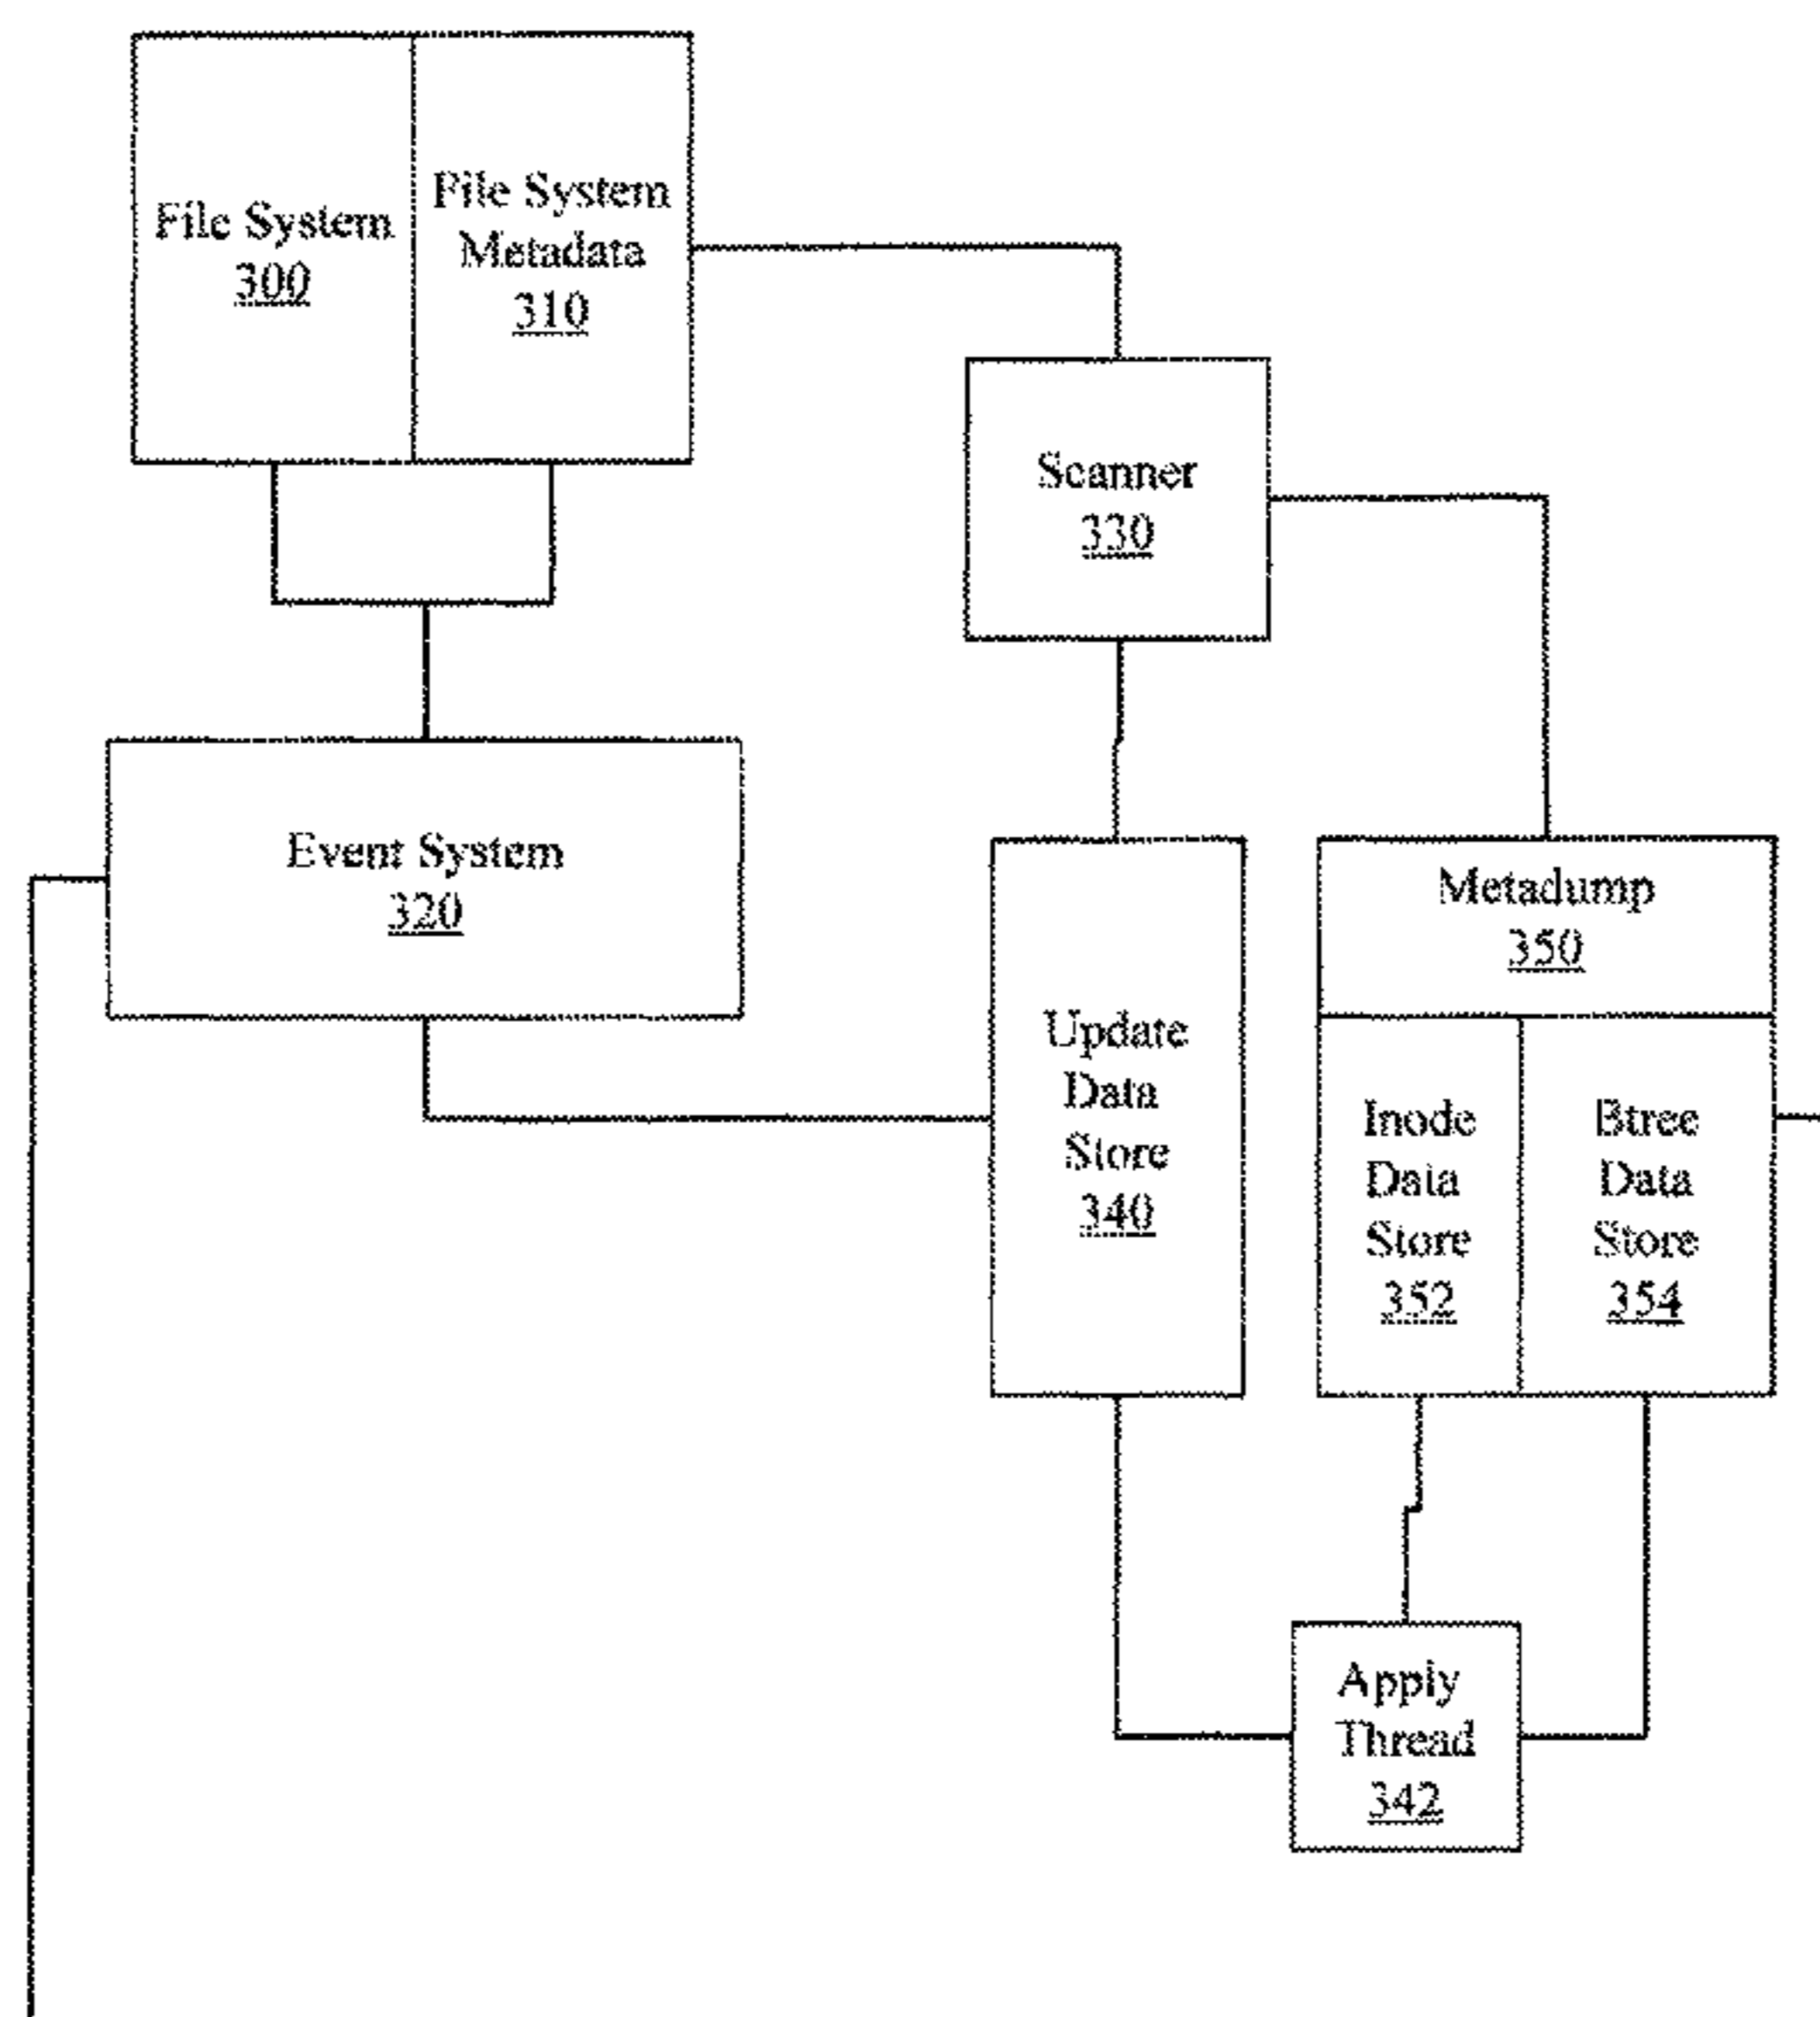 File System
300
File System
Metadata
310
Scanner
330
Event System
320
Update
Data
Store
340
Metadump
350
Inode
Data
Store
352
Btree
Data
Store
354
Apply
Thread
342